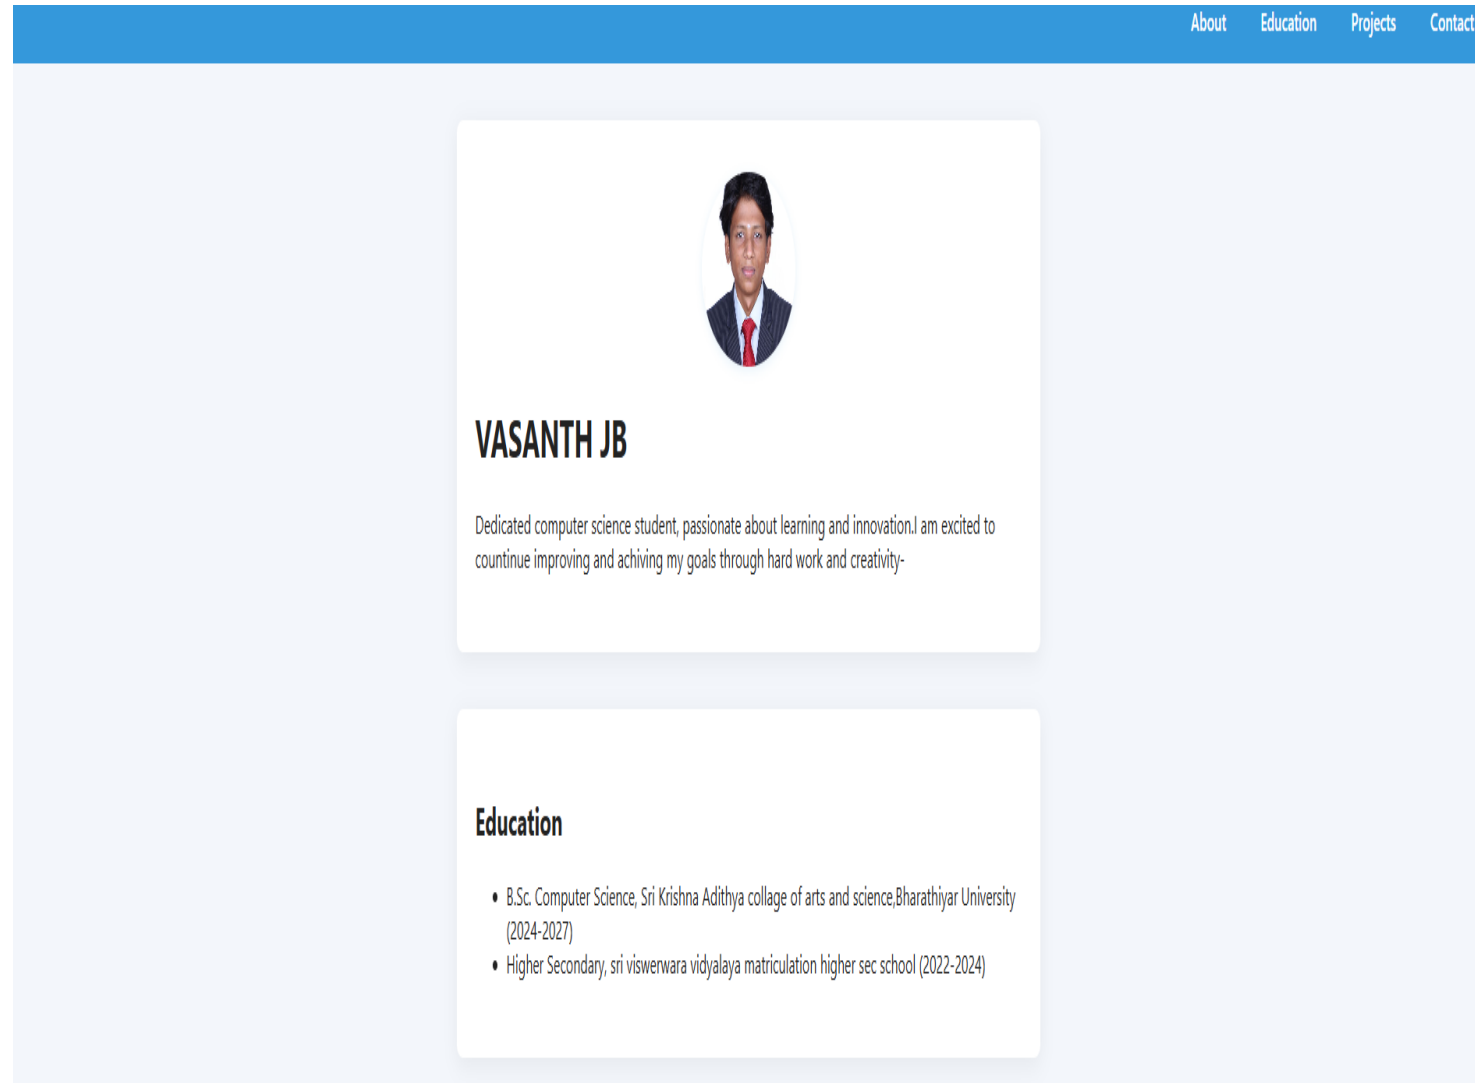 About Education Projects Contact
VASANTH JB
Dedicated computer science student, passionate about learning and innovation.I am excited to
countinue improving and achiving my goals through hard work and creativity-
Education
• B.Sc. Computer Science, Sri Krishna Adithya collage of arts and science,Bharathiyar University
(2024-2027)
• Higher Secondary, sri viswerwara vidyalaya matriculation higher sec school (2022-2024)